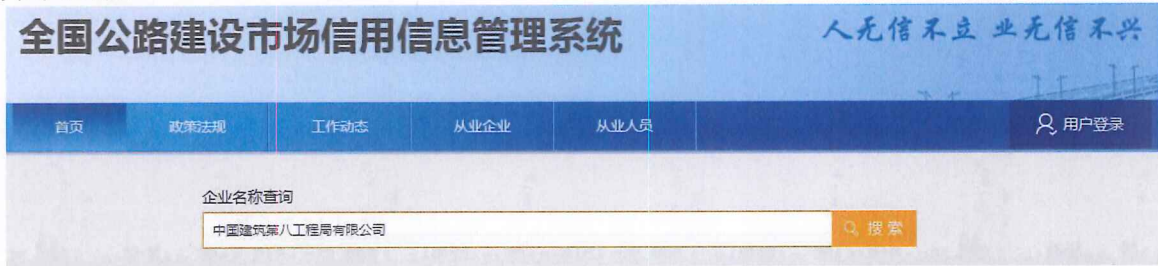 全国公路建设市场信用信息管理系统
人无信不立 业无信不兴
首页 政策法规 工作动态 从业企业 从业人员 用户登录
企业名称查询
中国建筑第八工程局有限公司 搜索